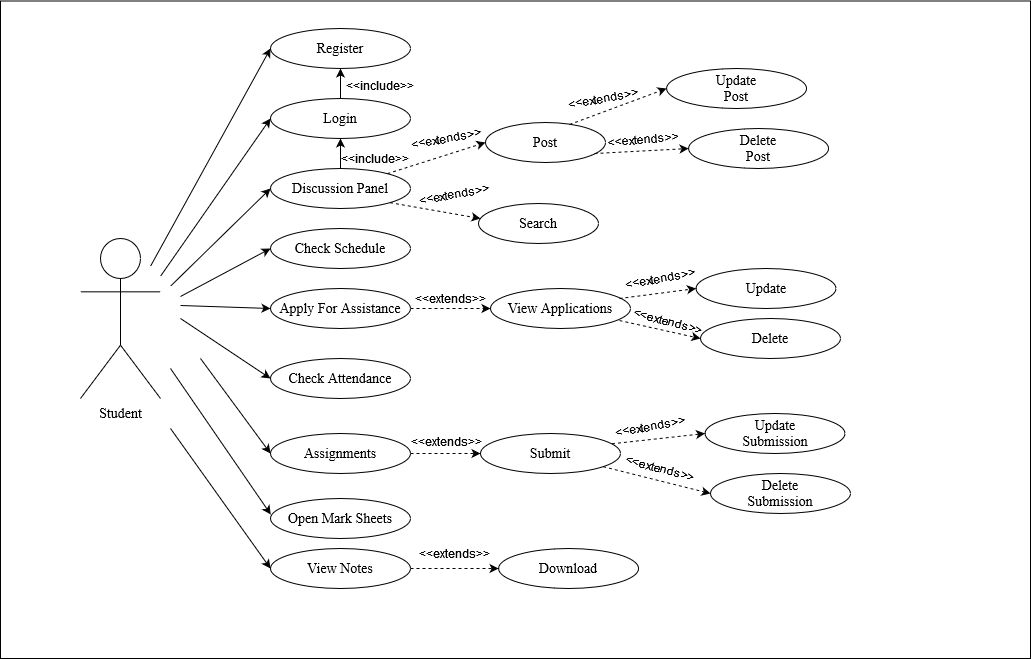 Register
<<include>>
Login
<<include>>
Discussion Panel
<<extends>>
Post
<<extends>>
Update
Post
<<extends>>
Delete
Post
<<extends>>
Search
Check Schedule
Apply For Assistance
<<extends>>
View Applications
<<extends>>
Update
<<extends>>
Delete
Check Attendance
Student
Assignments
<<extends>>
Submit
<<extends>>
Update
Submission
<<extends>>
Delete
Submission
Open Mark Sheets
View Notes
<<extends>>
Download